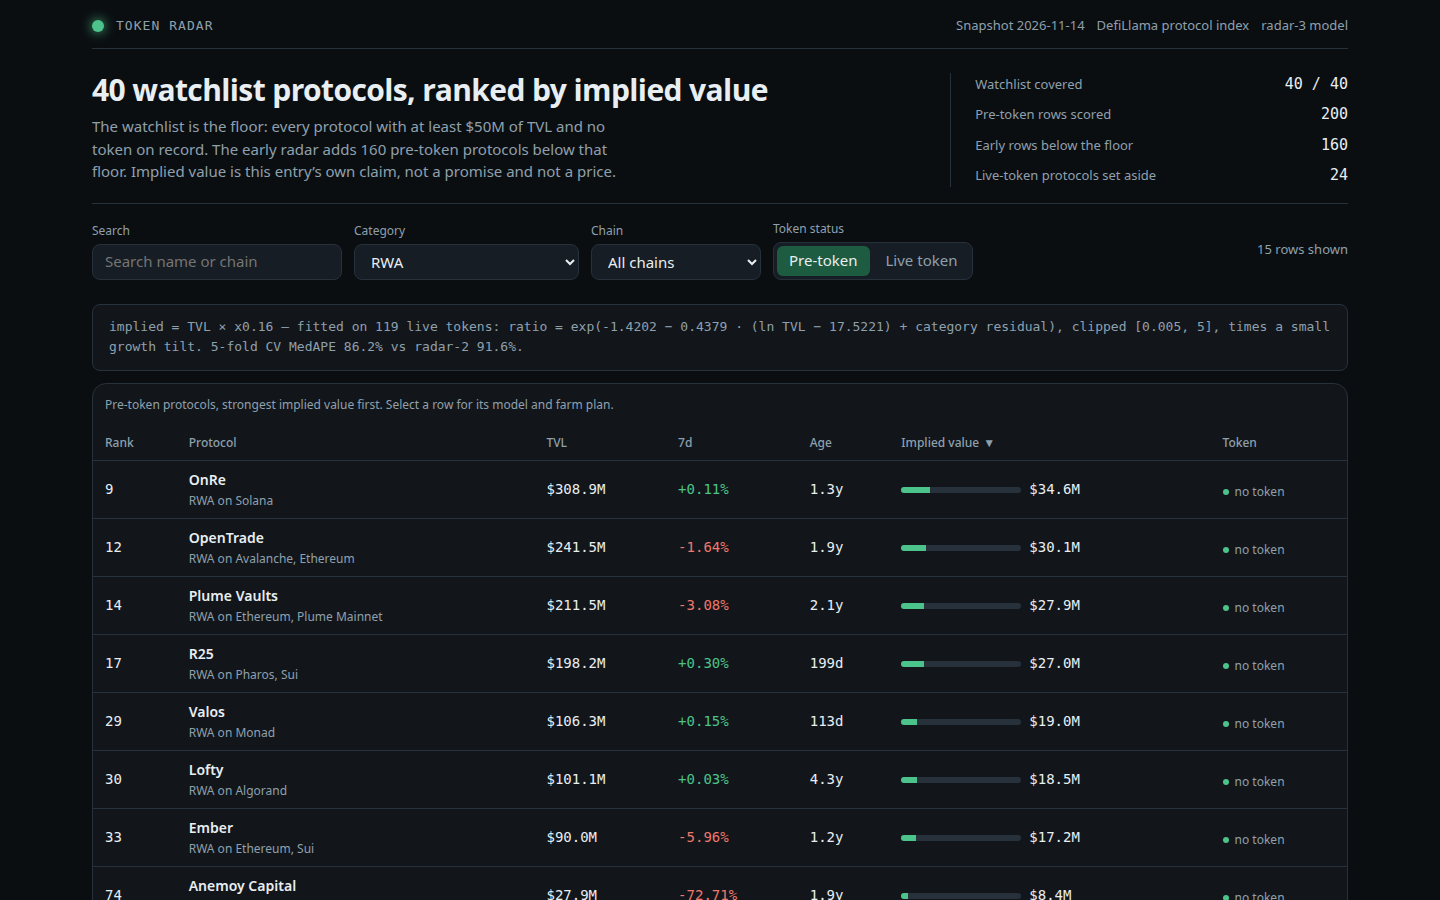 TOKEN RADAR
Snapshot 2026-11-14 DefiLlama protocol index radar-3 model
40 watchlist protocols, ranked by implied value
The watchlist is the floor: every protocol with at least $50M of TVL and no
token on record. The early radar adds 160 pre-token protocols below that
floor. Implied value is this entry's own claim, not a promise and not a price.
Watchlist covered 40 / 40
Pre-token rows scored 200
Early rows below the floor 160
Live-token protocols set aside 24
Search Category Chain Token status
Search name or chain RWA All chains Pre-token Live token
15 rows shown
implied = TVL × x0.16 — fitted on 119 live tokens: ratio = exp(-1.4202 − 0.4379 · (ln TVL − 17.5221) + category residual), clipped [0.005, 5], times a small
growth tilt. 5-fold CV MedAPE 86.2% vs radar-2 91.6%.
Pre-token protocols, strongest implied value first. Select a row for its model and farm plan.
Rank Protocol TVL 7d Age Implied value ▼ Token
9 OnRe $308.9M +0.11% 1.3y $34.6M no token
RWA on Solana
12 OpenTrade $241.5M -1.64% 1.9y $30.1M no token
RWA on Avalanche, Ethereum
14 Plume Vaults $211.5M -3.08% 2.1y $27.9M no token
RWA on Ethereum, Plume Mainnet
17 R25 $198.2M +0.30% 199d $27.0M no token
RWA on Pharos, Sui
29 Valos $106.3M +0.15% 113d $19.0M no token
RWA on Monad
30 Lofty $101.1M +0.03% 4.3y $18.5M no token
RWA on Algorand
33 Ember $90.0M -5.96% 1.2y $17.2M no token
RWA on Ethereum, Sui
74 Anemoy Capital $27.9M -72.71% 1.9y $8.4M no token